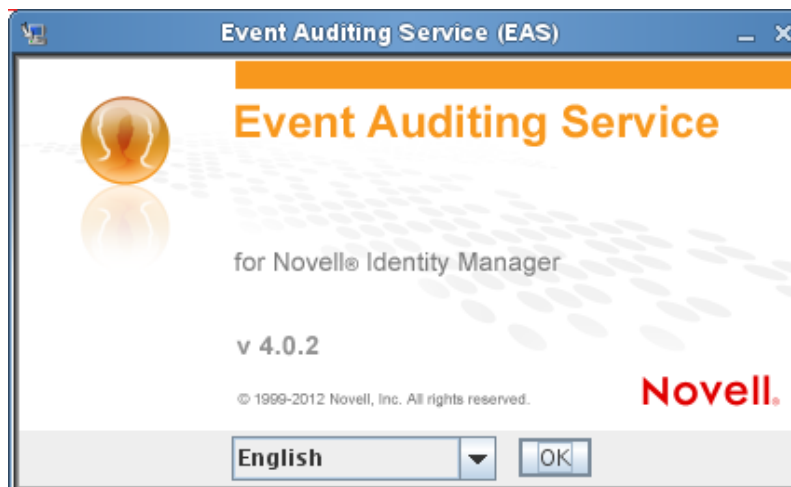 Event Auditing Service (EAS)
Event Auditing Service
for Novell® Identity Manager
v 4.0.2
© 1999-2012 Novell, Inc. All rights reserved.
Novell®
English
OK